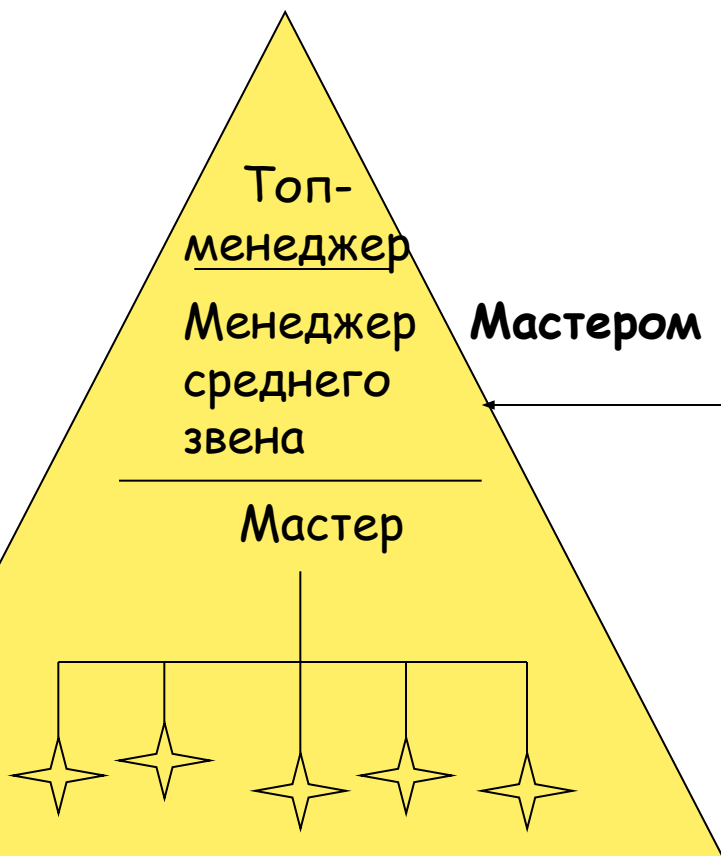 Топ-
менеджер
Менеджер
среднего
звена
Мастером
Мастер